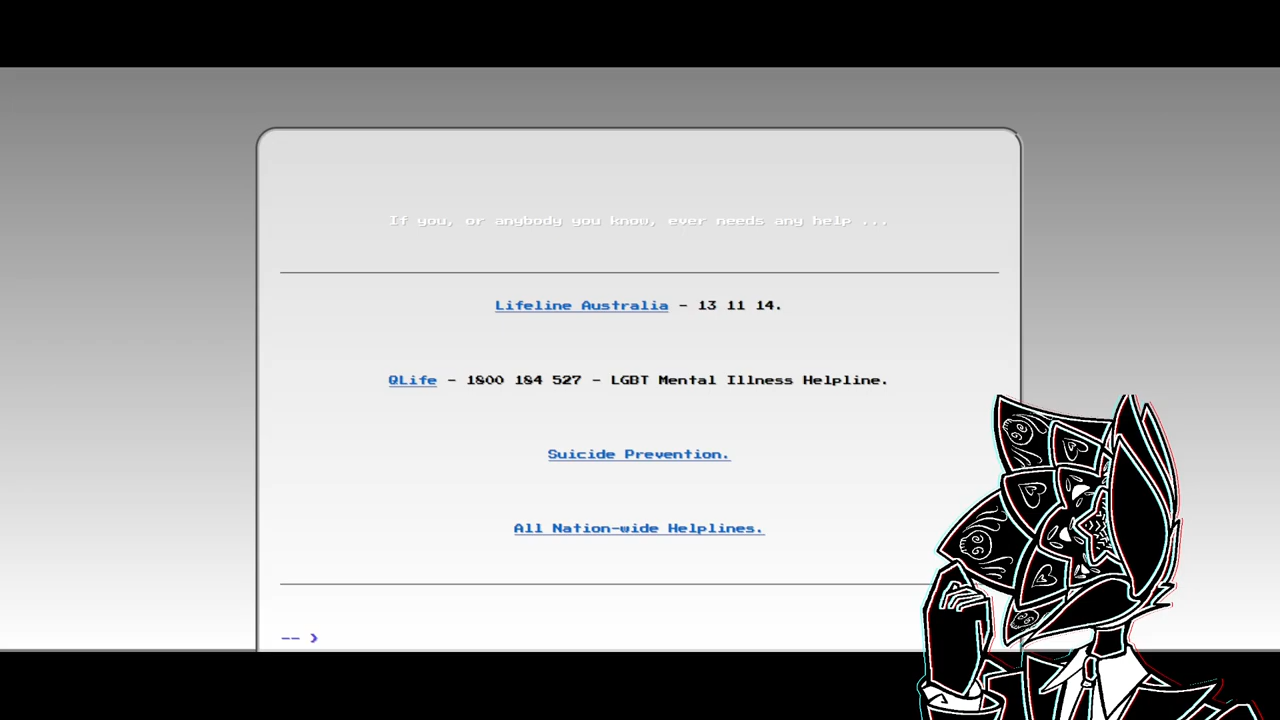 If you, or anybody you know, ever needs any help ...
Lifeline Australia - 13 11 14.
QLife - 1800 184 527 - LGBT Mental Illness Helpline.
Suicide Prevention.
All Nation-wide Helplines.
-- ❯